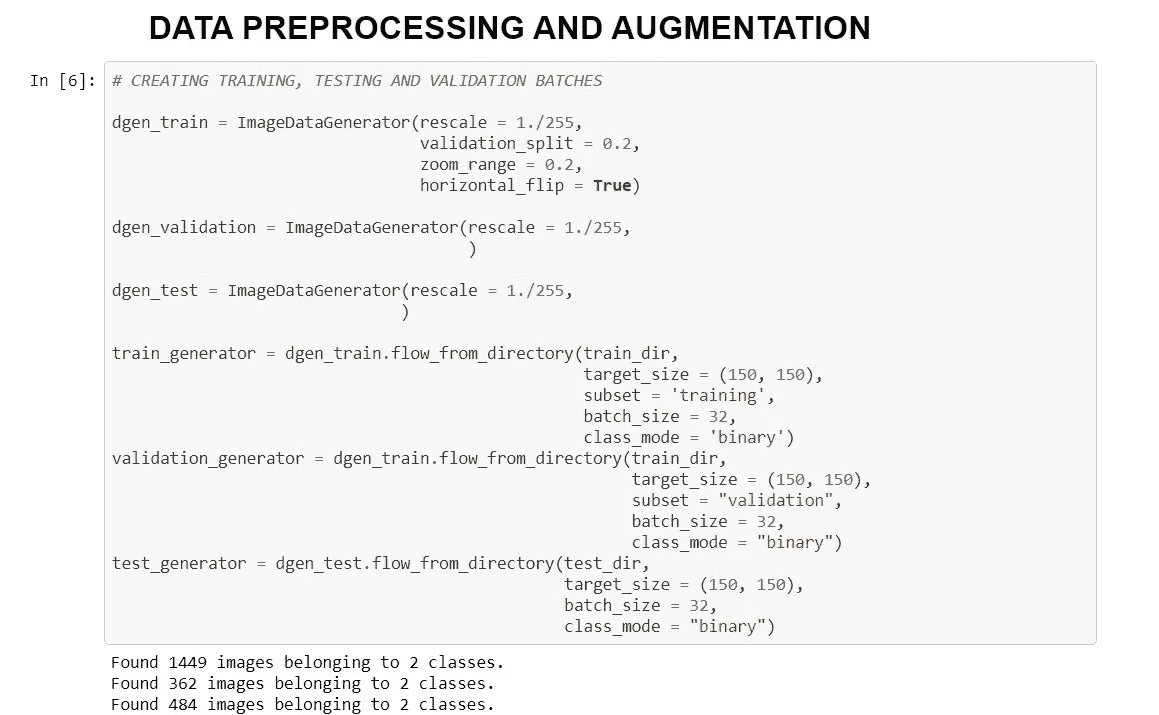 DATA PREPROCESSING AND AUGMENTATION
In [6]: # CREATING TRAINING, TESTING AND VALIDATION BATCHES
dgen_train = ImageDataGenerator(rescale = 1./255,
validation_split = 0.2,
zoom_range = 0.2,
horizontal_flip = True)
dgen_validation = ImageDataGenerator(rescale = 1./255,
)
dgen_test = ImageDataGenerator(rescale = 1./255,
)
train_generator = dgen_train.flow_from_directory(train_dir,
target_size = (150, 150),
subset = 'training',
batch_size = 32,
class_mode = 'binary')
validation_generator = dgen_train.flow_from_directory(train_dir,
target_size = (150, 150),
subset = "validation",
batch_size = 32,
class_mode = "binary")
test_generator = dgen_test.flow_from_directory(test_dir,
target_size = (150, 150),
batch_size = 32,
class_mode = "binary")
Found 1449 images belonging to 2 classes.
Found 362 images belonging to 2 classes.
Found 484 images belonging to 2 classes.